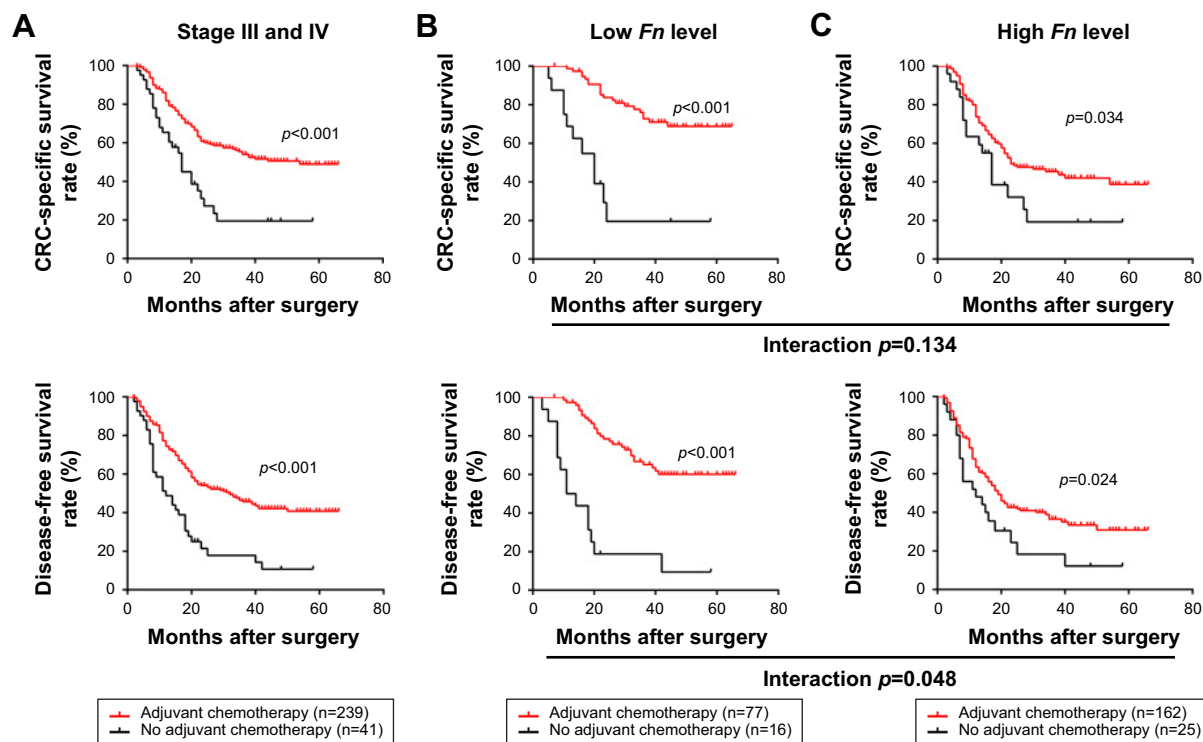 A
Stage III and IV
B
Low Fn level
C
High Fn level
CRC-specific survival
rate (%)
100
80
60
40
20
0
p<0.001
0 20 40 60 80
Months after surgery
CRC-specific survival
rate (%)
100
80
60
40
20
0
p<0.001
0 20 40 60 80
Months after surgery
CRC-specific survival
rate (%)
100
80
60
40
20
0
p=0.034
0 20 40 60 80
Months after surgery
Interaction p=0.134
Disease-free survival
rate (%)
100
80
60
40
20
0
p<0.001
0 20 40 60 80
Months after surgery
Disease-free survival
rate (%)
100
80
60
40
20
0
p<0.001
0 20 40 60 80
Months after surgery
Disease-free survival
rate (%)
100
80
60
40
20
0
p=0.024
0 20 40 60 80
Months after surgery
Interaction p=0.048
Adjuvant chemotherapy (n=239)
No adjuvant chemotherapy (n=41)
Adjuvant chemotherapy (n=77)
No adjuvant chemotherapy (n=16)
Adjuvant chemotherapy (n=162)
No adjuvant chemotherapy (n=25)